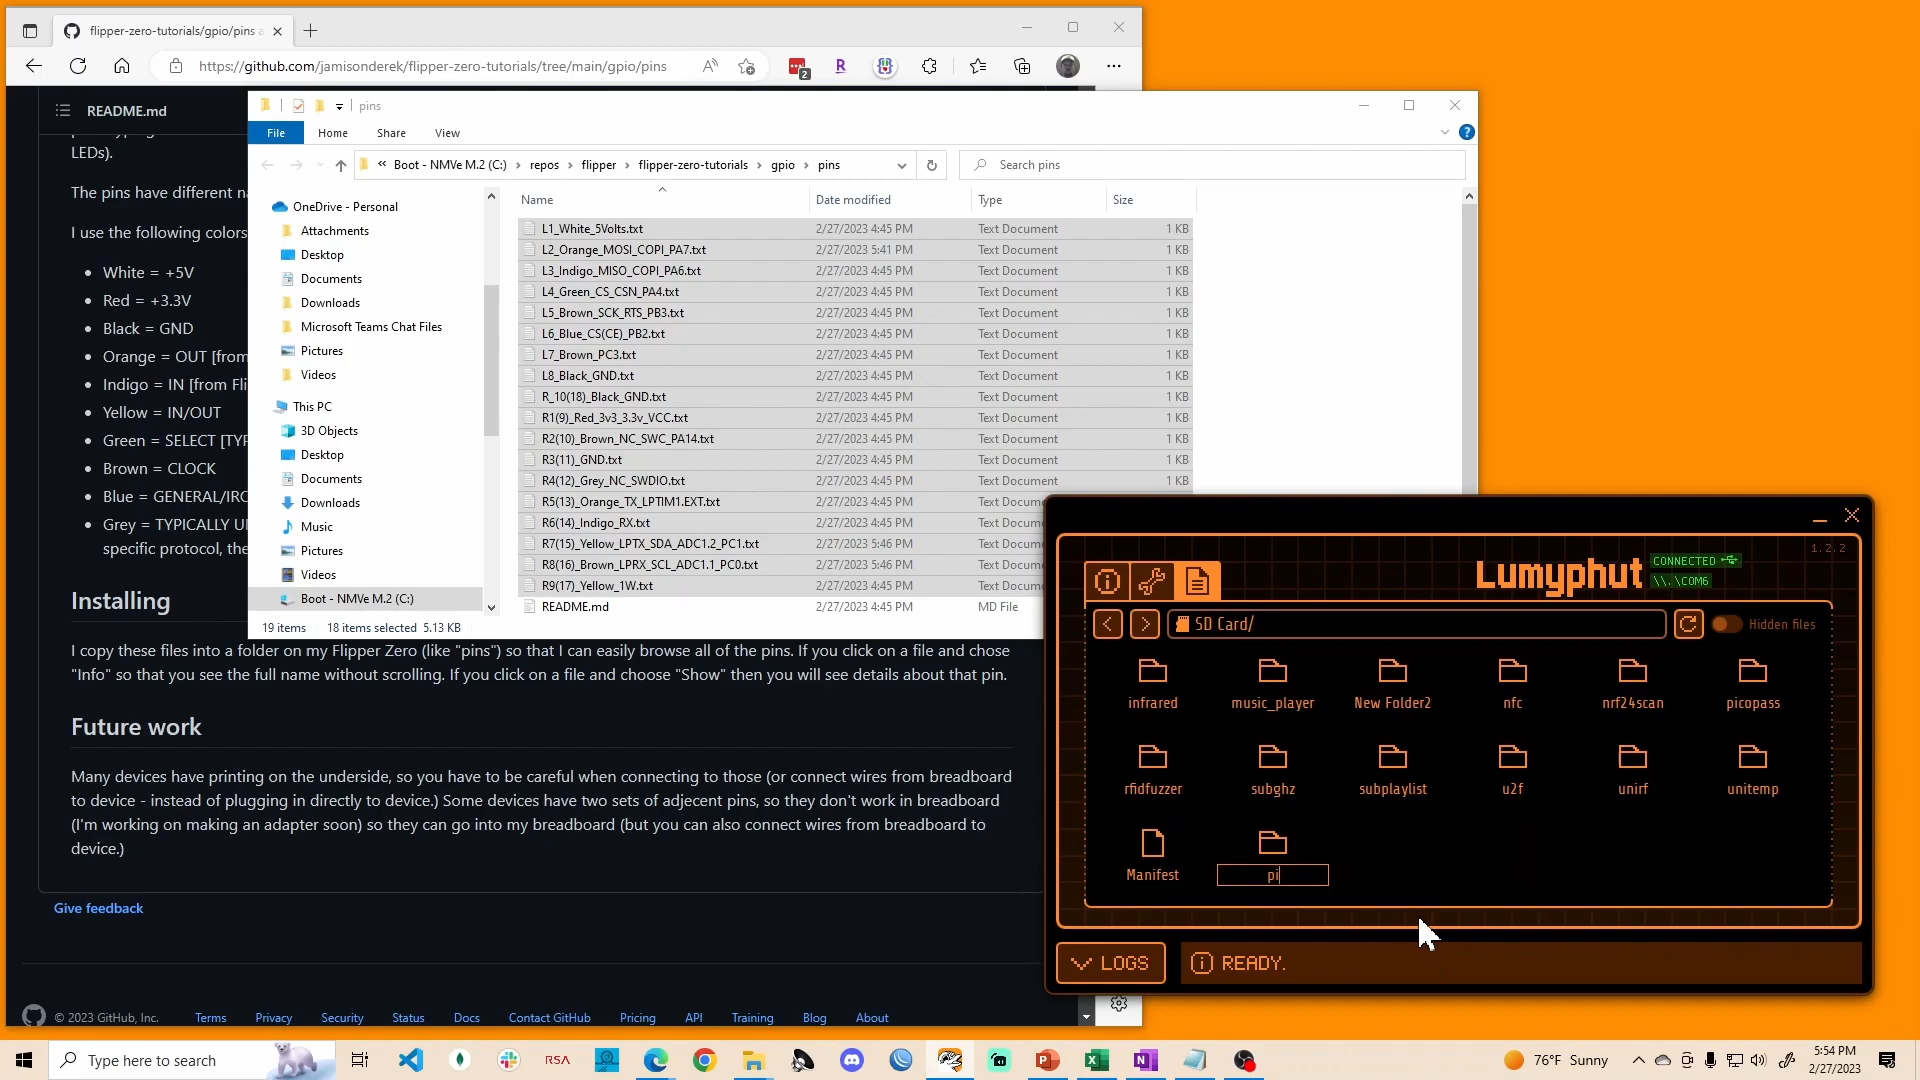 flipper-zero-tutorials/gpio/pins a
https://github.com/jamisonderek/flipper-zero-tutorials/tree/main/gpio/pins
2
README.md
LEDs).
The pins have different na
I use the following colors
White = +5V
Red = +3.3V
Black = GND
Orange = OUT [from
Indigo = IN [from Fli
Yellow = IN/OUT
Green = SELECT [TYP
Brown = CLOCK
Blue = GENERAL/IRC
Grey = TYPICALLY U
specific protocol, the
Installing
I copy these files into a folder on my Flipper Zero (like "pins") so that I can easily browse all of the pins. If you click on a file and chose
"Info" so that you see the full name without scrolling. If you click on a file and choose "Show" then you will see details about that pin.
Future work
Many devices have printing on the underside, so you have to be careful when connecting to those (or connect wires from breadboard
to device - instead of plugging in directly to device.) Some devices have two sets of adjecent pins, so they don't work in breadboard
(I'm working on making an adapter soon) so they can go into my breadboard (but you can also connect wires from breadboard to
device.)
Give feedback
© 2023 GitHub, Inc. Terms Privacy Security Status Docs Contact GitHub Pricing API Training Blog About
pins
File Home Share View
« Boot - NMVe M.2 (C:) › repos › flipper › flipper-zero-tutorials › gpio › pins
Search pins
OneDrive - Personal
Attachments
Desktop
Documents
Downloads
Microsoft Teams Chat Files
Pictures
Videos
This PC
3D Objects
Desktop
Documents
Downloads
Music
Pictures
Videos
Boot - NMVe M.2 (C:)
Name Date modified Type Size
L1_White_5Volts.txt 2/27/2023 4:45 PM Text Document 1 KB
L2_Orange_MOSI_COPI_PA7.txt 2/27/2023 5:41 PM Text Document 1 KB
L3_Indigo_MISO_COPI_PA6.txt 2/27/2023 4:45 PM Text Document 1 KB
L4_Green_CS_CSN_PA4.txt 2/27/2023 4:45 PM Text Document 1 KB
L5_Brown_SCK_RTS_PB3.txt 2/27/2023 4:45 PM Text Document 1 KB
L6_Blue_CS(CE)_PB2.txt 2/27/2023 4:45 PM Text Document 1 KB
L7_Brown_PC3.txt 2/27/2023 4:45 PM Text Document 1 KB
L8_Black_GND.txt 2/27/2023 4:45 PM Text Document 1 KB
R_10(18)_Black_GND.txt 2/27/2023 4:45 PM Text Document 1 KB
R1(9)_Red_3v3_3.3v_VCC.txt 2/27/2023 4:45 PM Text Document 1 KB
R2(10)_Brown_NC_SWC_PA14.txt 2/27/2023 4:45 PM Text Document 1 KB
R3(11)_GND.txt 2/27/2023 4:45 PM Text Document 1 KB
R4(12)_Grey_NC_SWDIO.txt 2/27/2023 4:45 PM Text Document 1 KB
R5(13)_Orange_TX_LPTIM1.EXT.txt 2/27/2023 4:45 PM Text Docume
R6(14)_Indigo_RX.txt 2/27/2023 4:45 PM Text Docume
R7(15)_Yellow_LPTX_SDA_ADC1.2_PC1.txt 2/27/2023 5:46 PM Text Docume
R8(16)_Brown_LPRX_SCL_ADC1.1_PC0.txt 2/27/2023 5:46 PM Text Docume
R9(17)_Yellow_1W.txt 2/27/2023 4:45 PM Text Docume
README.md 2/27/2023 4:45 PM MD File
19 items 18 items selected 5.13 KB
1.2.2
Lumyphut
CONNECTED
\\.\COM6
SD Card/
Hidden files
infrared music_player New Folder2 nfc nrf24scan picopass
rfidfuzzer subghz subplaylist u2f unirf unitemp
Manifest pi
LOGS
READY.
Type here to search
RSA
76°F Sunny
5:54 PM
2/27/2023